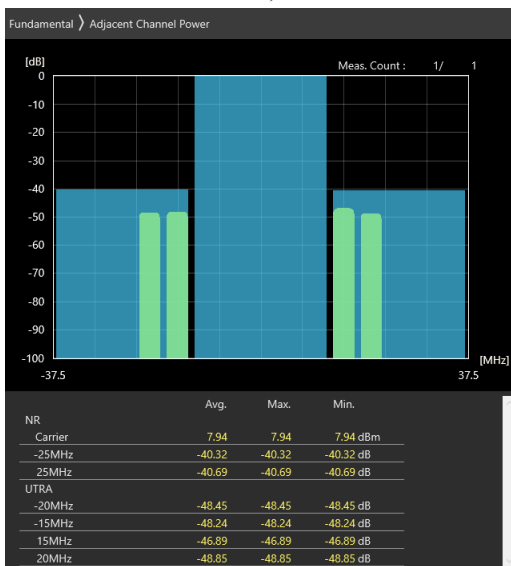 Fundamental 〉 Adjacent Channel Power
[dB] Meas. Count : 1/ 1
0
-10
-20
-30
-40
-50
-60
-70
-80
-90
-100 [MHz]
-37.5 37.5
Avg. Max. Min.
NR
Carrier 7.94 7.94 7.94 dBm
-25MHz -40.32 -40.32 -40.32 dB
25MHz -40.69 -40.69 -40.69 dB
UTRA
-20MHz -48.45 -48.45 -48.45 dB
-15MHz -48.24 -48.24 -48.24 dB
15MHz -46.89 -46.89 -46.89 dB
20MHz -48.85 -48.85 -48.85 dB